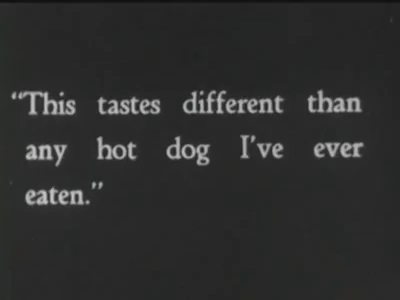 “This tastes different than
any hot dog I've ever
eaten.”